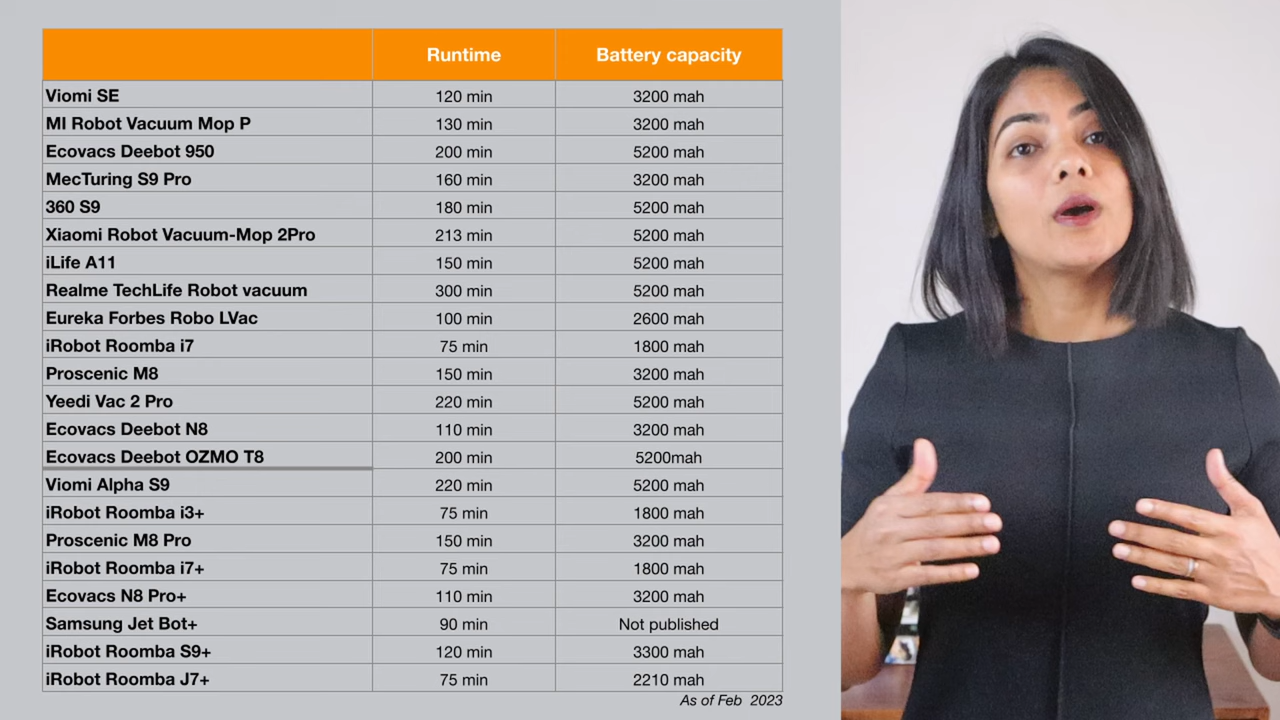 Runtime Battery capacity
Viomi SE 120 min 3200 mah
MI Robot Vacuum Mop P 130 min 3200 mah
Ecovacs Deebot 950 200 min 5200 mah
MecTuring S9 Pro 160 min 3200 mah
360 S9 180 min 5200 mah
Xiaomi Robot Vacuum-Mop 2Pro 213 min 5200 mah
iLife A11 150 min 5200 mah
Realme TechLife Robot vacuum 300 min 5200 mah
Eureka Forbes Robo LVac 100 min 2600 mah
iRobot Roomba i7 75 min 1800 mah
Proscenic M8 150 min 3200 mah
Yeedi Vac 2 Pro 220 min 5200 mah
Ecovacs Deebot N8 110 min 3200 mah
Ecovacs Deebot OZMO T8 200 min 5200mah
Viomi Alpha S9 220 min 5200 mah
iRobot Roomba i3+ 75 min 1800 mah
Proscenic M8 Pro 150 min 3200 mah
iRobot Roomba i7+ 75 min 1800 mah
Ecovacs N8 Pro+ 110 min 3200 mah
Samsung Jet Bot+ 90 min Not published
iRobot Roomba S9+ 120 min 3300 mah
iRobot Roomba J7+ 75 min 2210 mah
As of Feb 2023